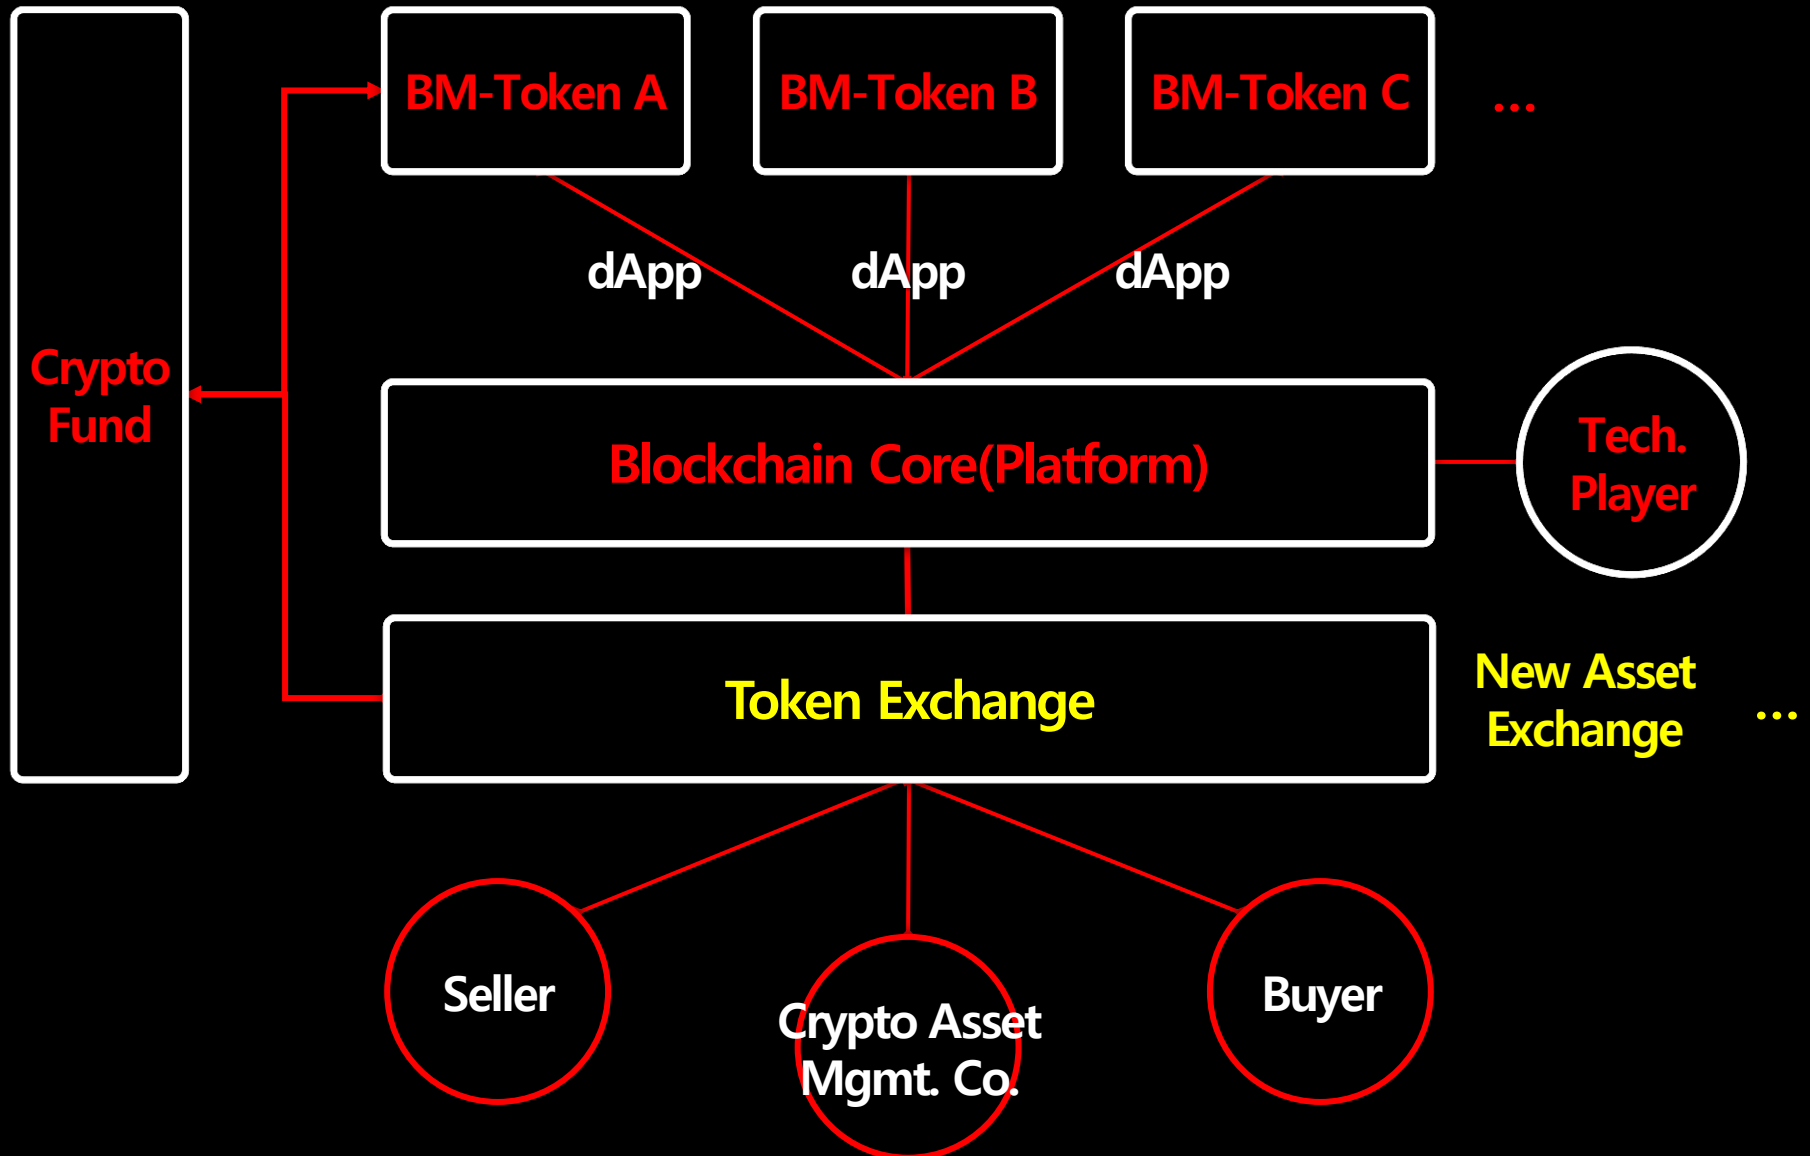 BM-Token A
BM-Token B
BM-Token C
...
dApp
dApp
dApp
Crypto
Fund
Blockchain Core(Platform)
Tech.
Player
Token Exchange
New Asset
Exchange
...
Seller
Crypto Asset
Mgmt. Co.
Buyer